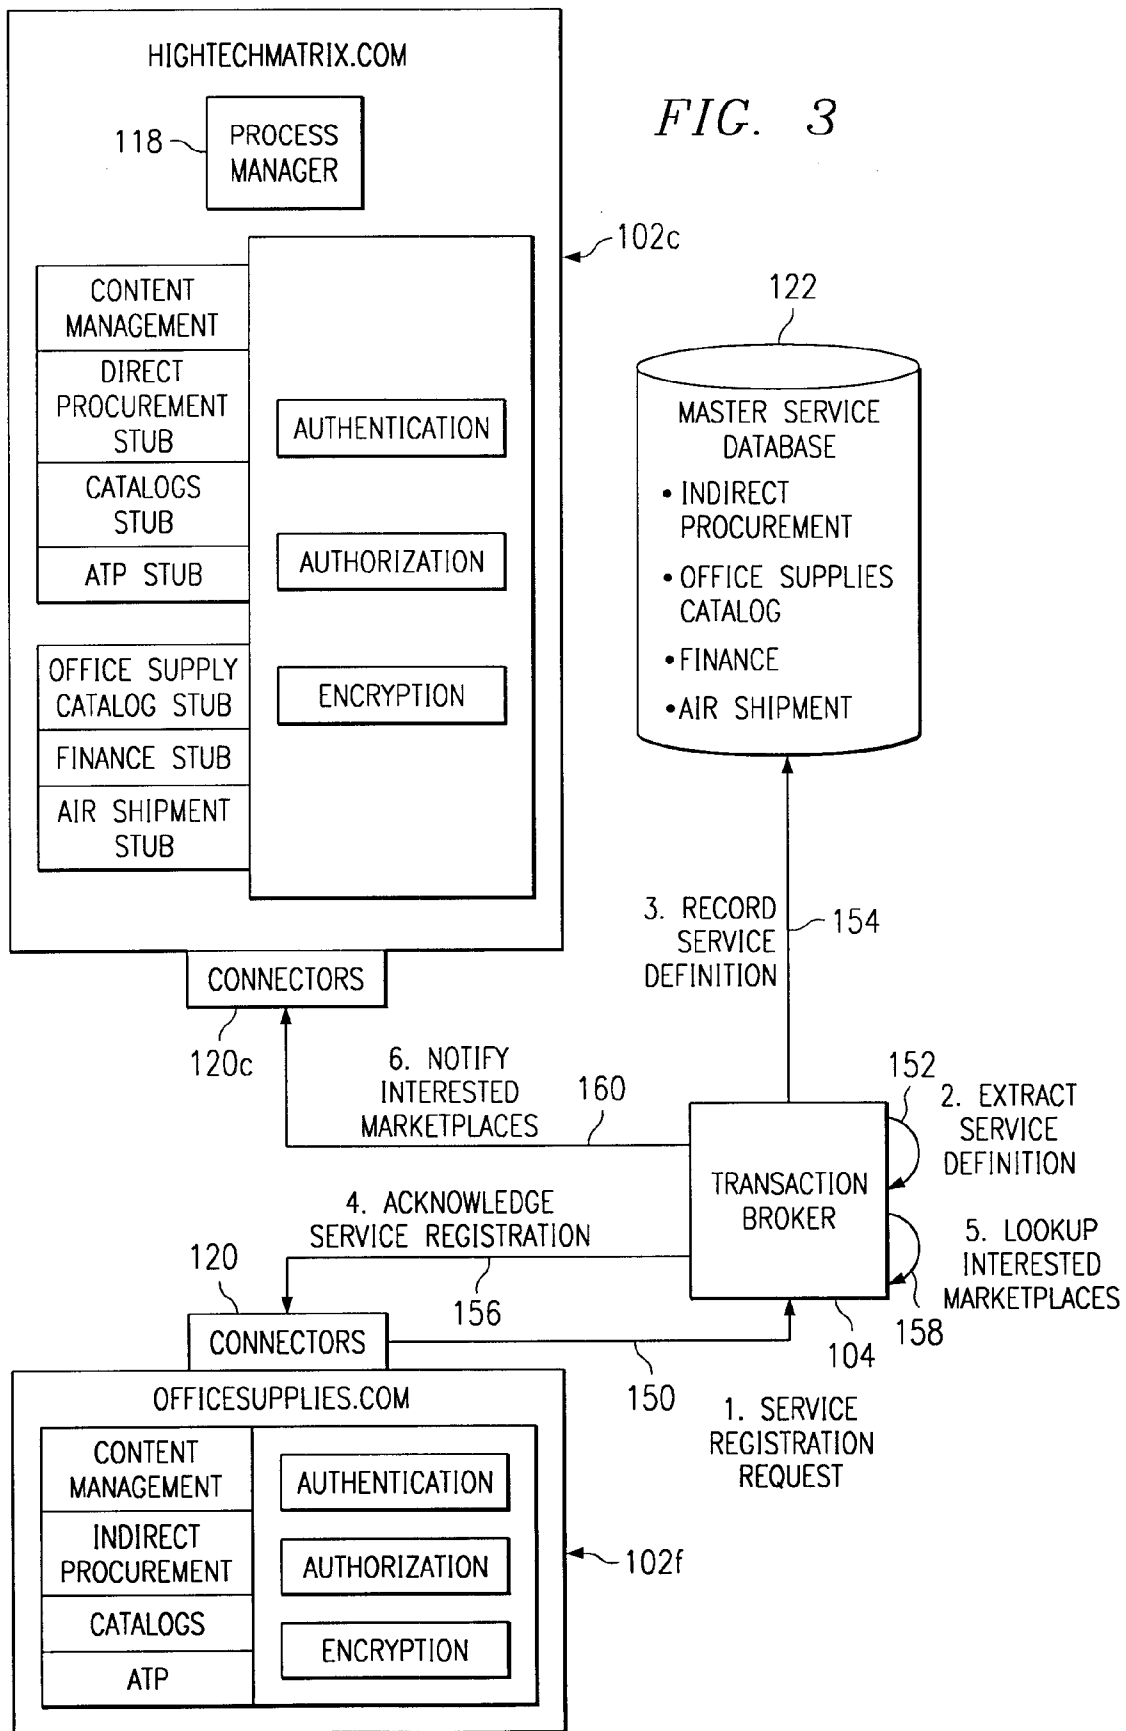 HIGHTECHMATRIX.COM
FIG. 3
118
PROCESS
MANAGER
102c
CONTENT
MANAGEMENT
DIRECT
PROCUREMENT
STUB
CATALOGS
STUB
ATP STUB
OFFICE SUPPLY
CATALOG STUB
FINANCE STUB
AIR SHIPMENT
STUB
AUTHENTICATION
AUTHORIZATION
ENCRYPTION
CONNECTORS
120c
122
MASTER SERVICE
DATABASE
• INDIRECT
PROCUREMENT
• OFFICE SUPPLIES
CATALOG
• FINANCE
• AIR SHIPMENT
3. RECORD
SERVICE
DEFINITION
154
6. NOTIFY
INTERESTED
MARKETPLACES
160
152
2. EXTRACT
SERVICE
DEFINITION
TRANSACTION
BROKER
4. ACKNOWLEDGE
SERVICE REGISTRATION
156
5. LOOKUP
INTERESTED
MARKETPLACES
158
104
120
CONNECTORS
150
1. SERVICE
REGISTRATION
REQUEST
OFFICESUPPLIES.COM
CONTENT
MANAGEMENT
INDIRECT
PROCUREMENT
CATALOGS
ATP
AUTHENTICATION
AUTHORIZATION
ENCRYPTION
102f